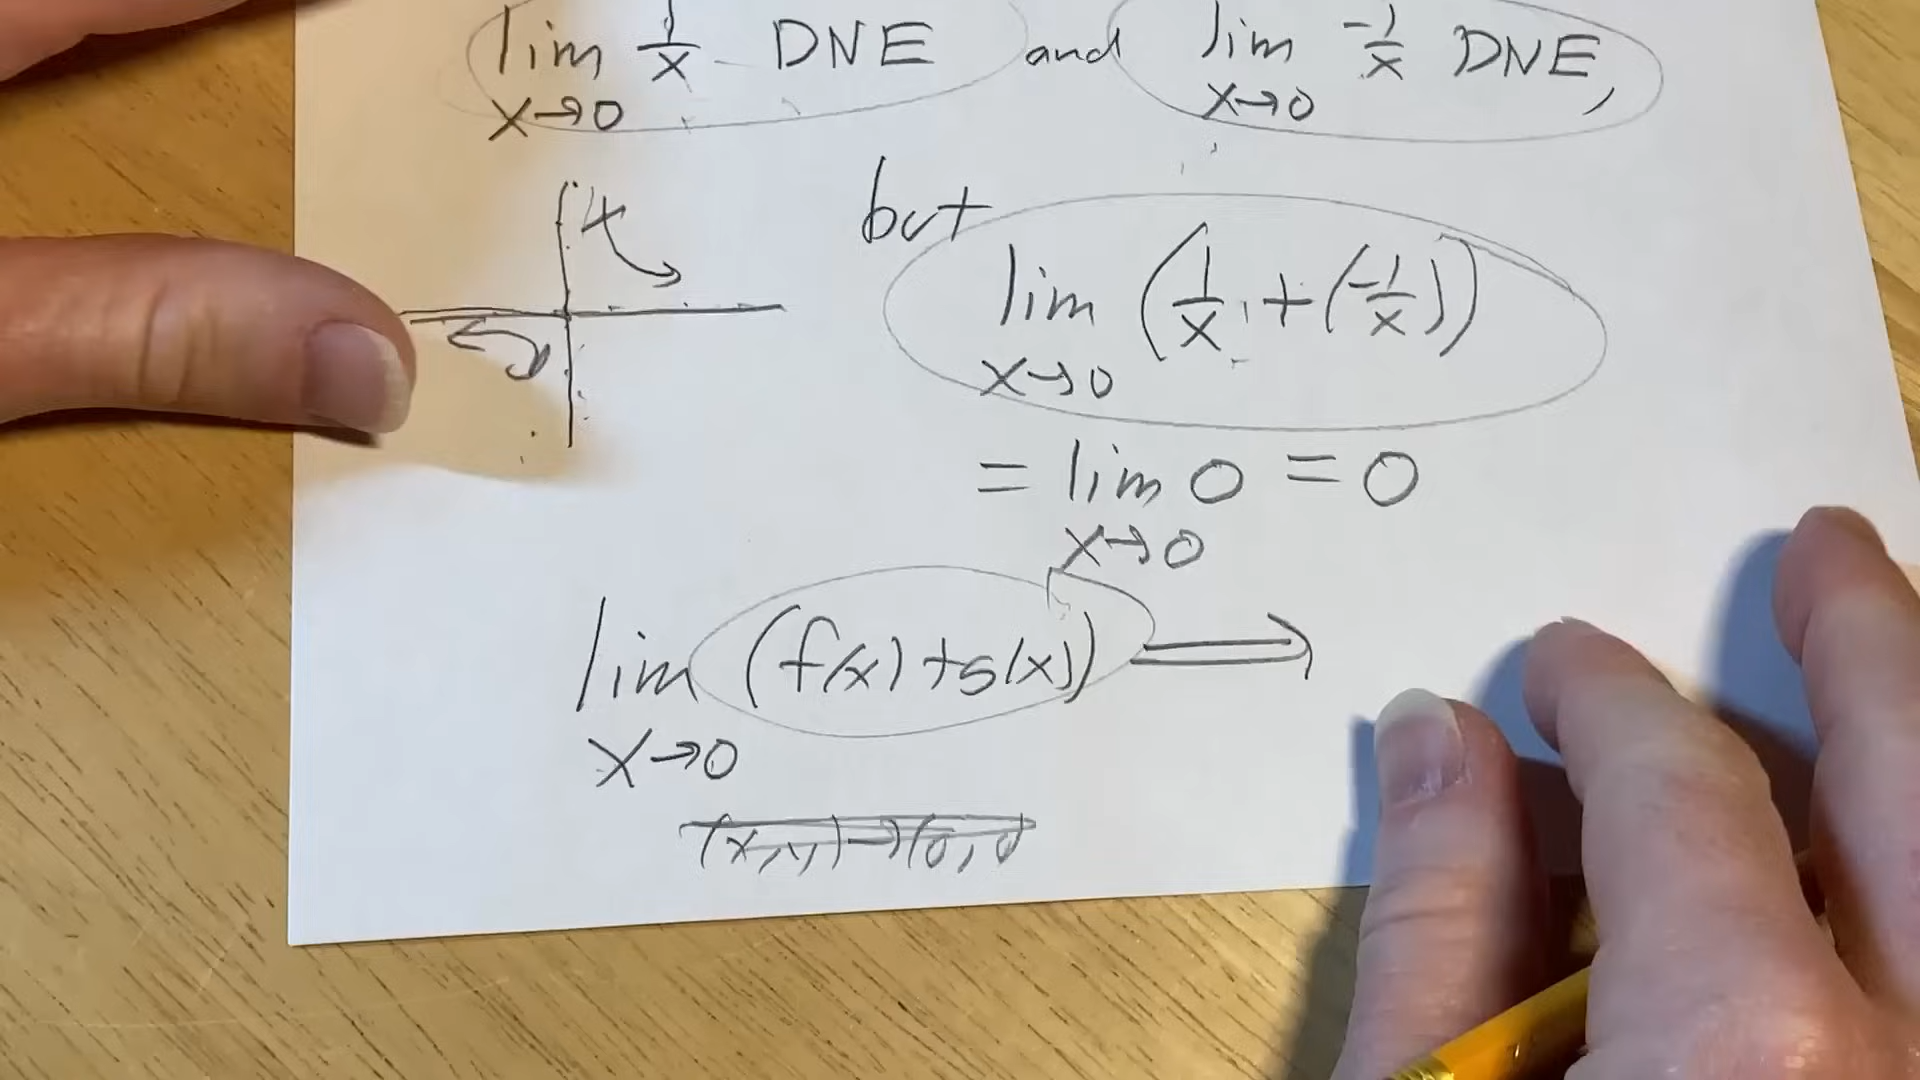 lim 1/x DNE and lim -1/x DNE,
x→0 x→0
but
lim (1/x + (-1/x))
x→0
= lim 0 = 0
x→0
lim (f(x)+g(x)) ⟹
x→0
(x,y)→(0,0)